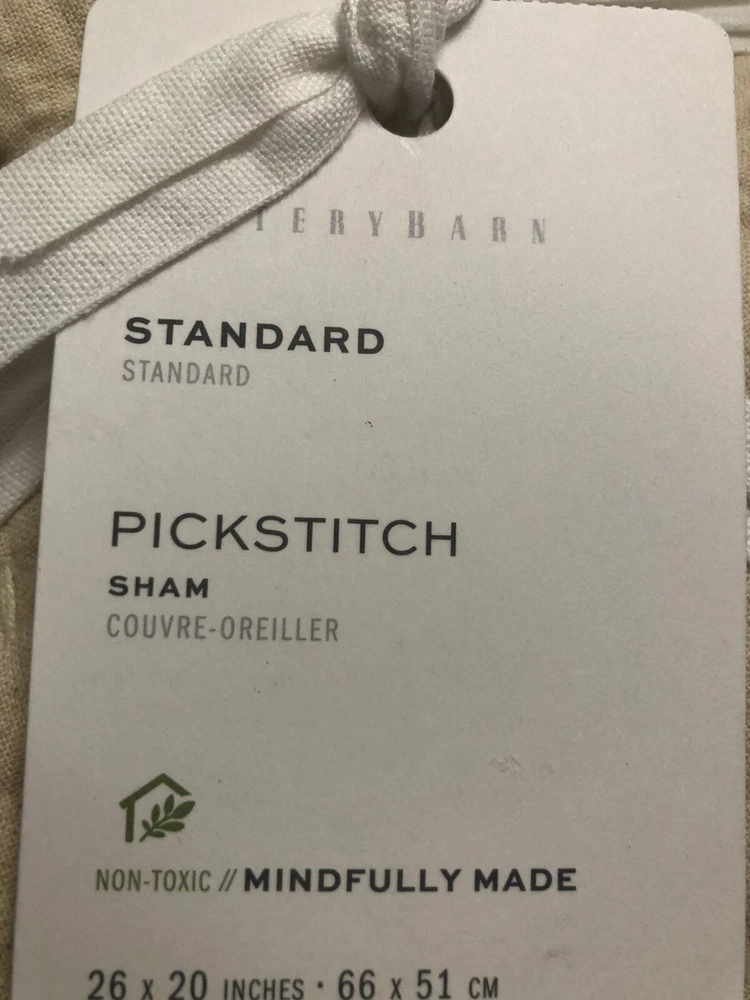 TERYBARN
STANDARD
STANDARD
PICKSTITCH
SHAM
COUVRE-OREILLER
NON-TOXIC // MINDFULLY MADE
26 x 20 INCHES · 66 x 51 CM